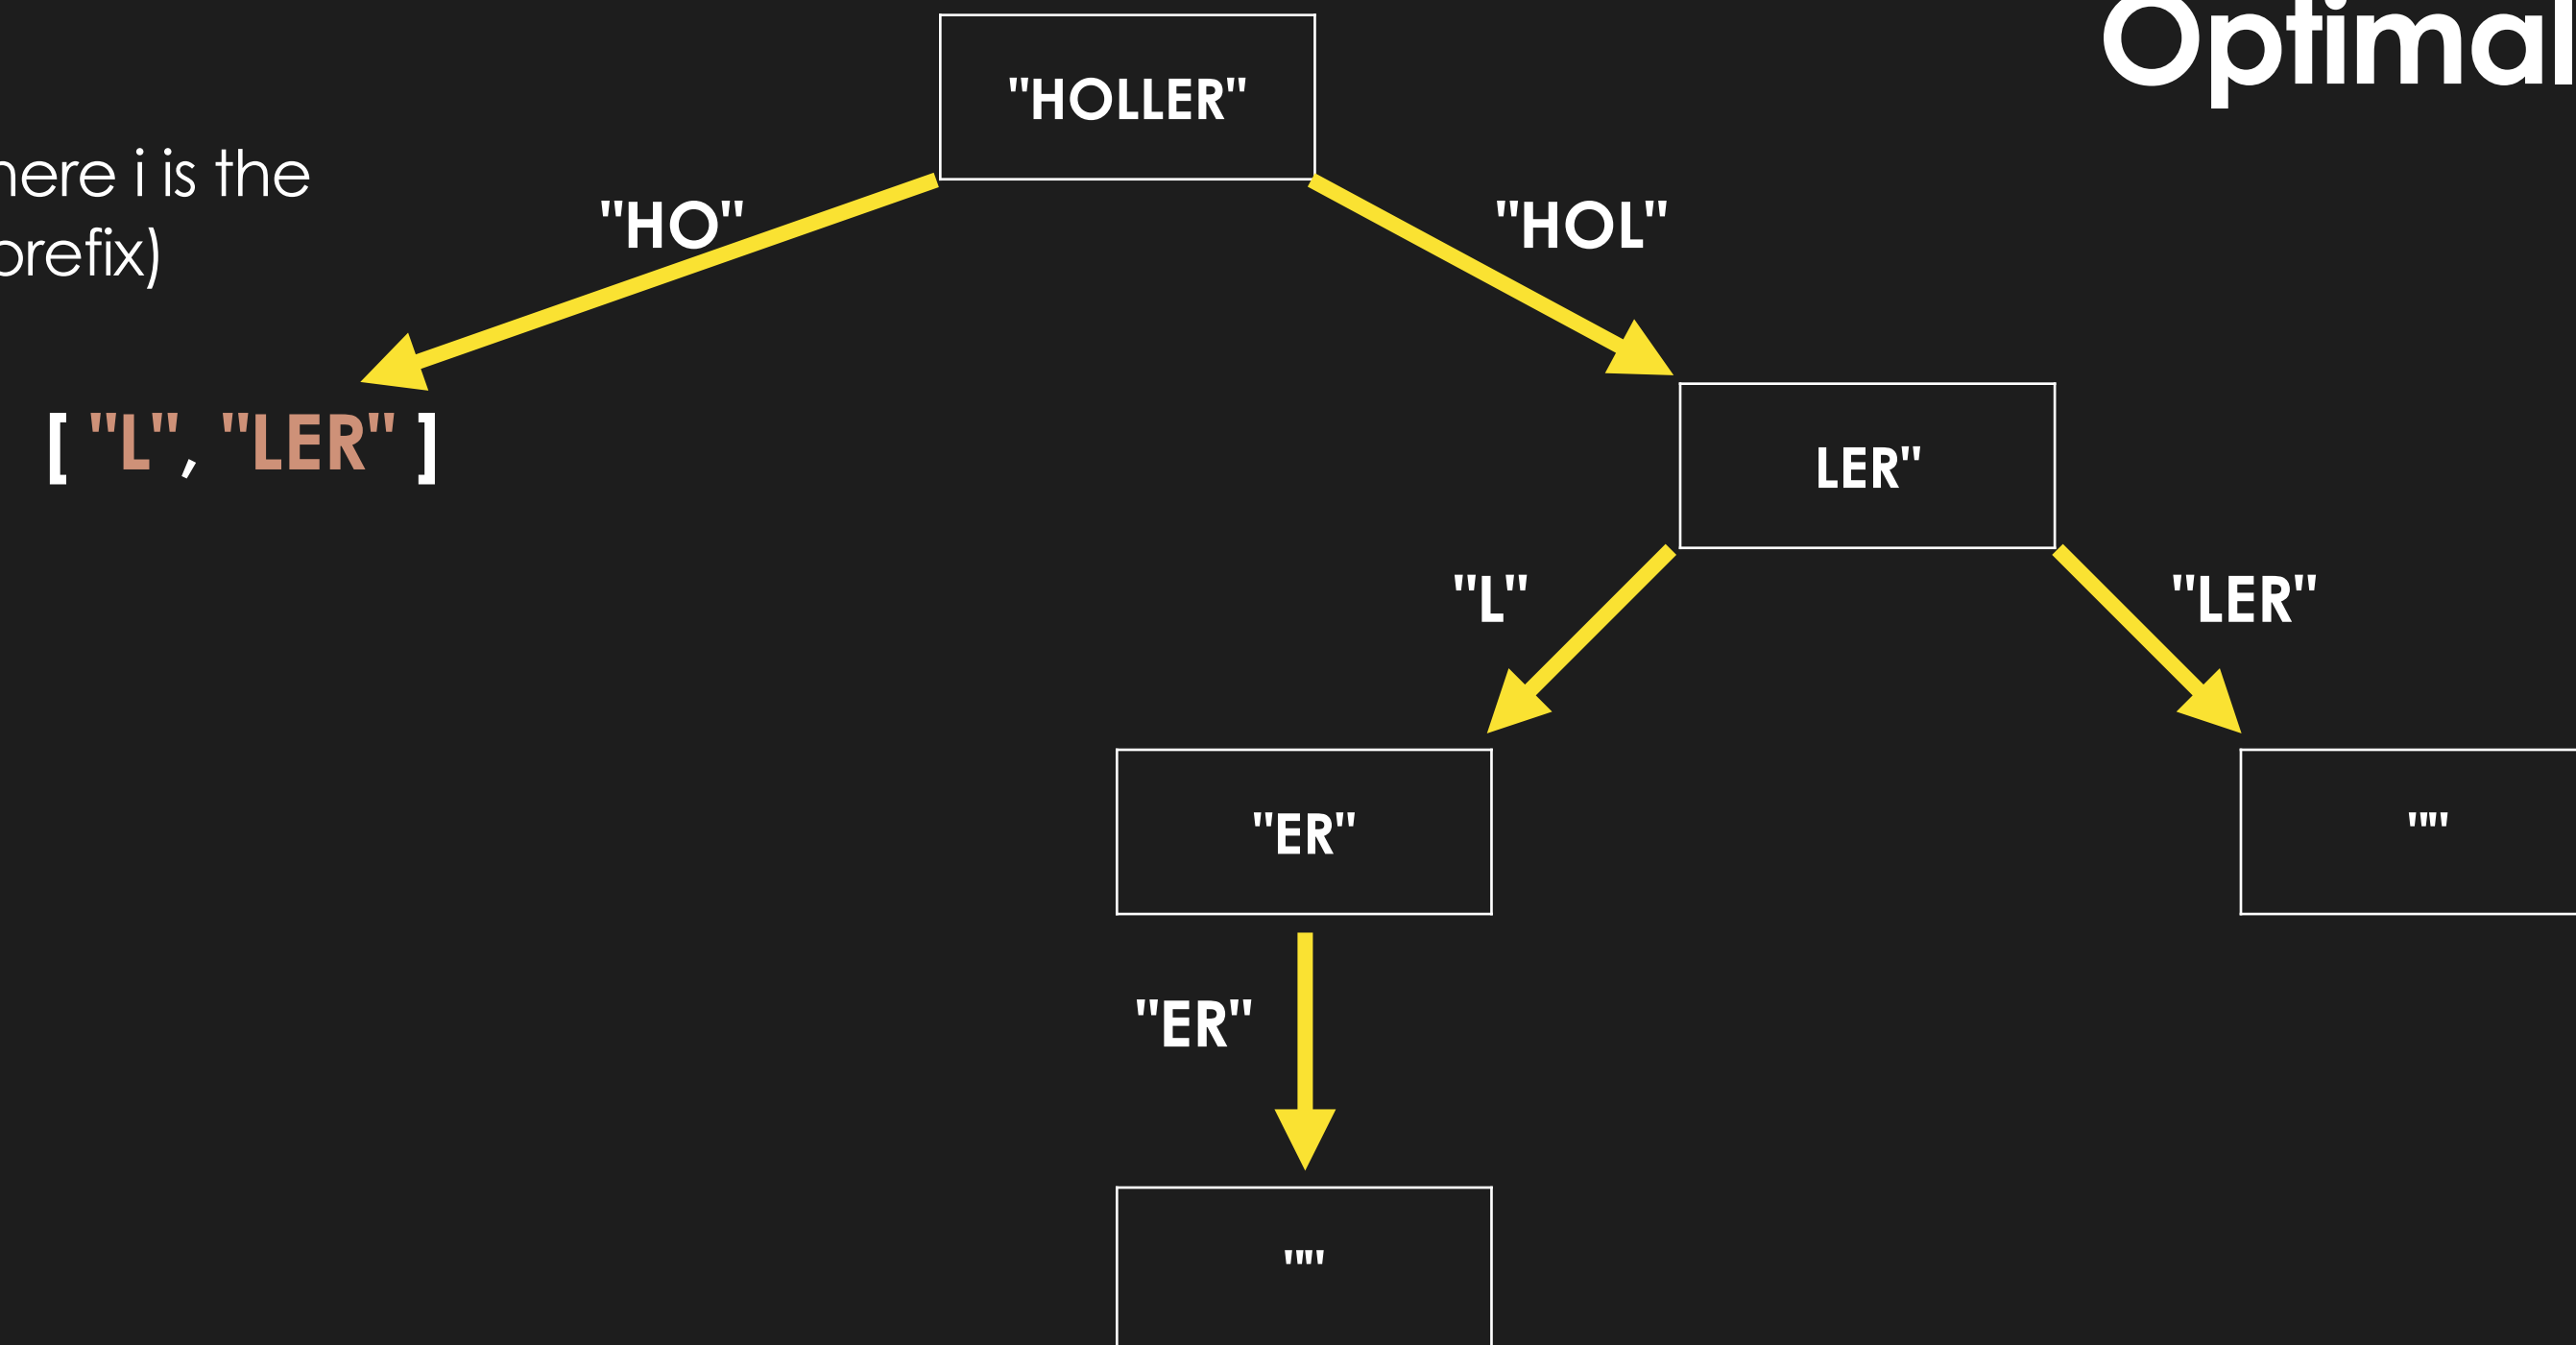 Optimal
"HOLLER"
here i is the
prefix)
"HO"
"HOL"
[ "L", "LER" ]
LER"
"L"
"LER"
"ER"
""
"ER"
""